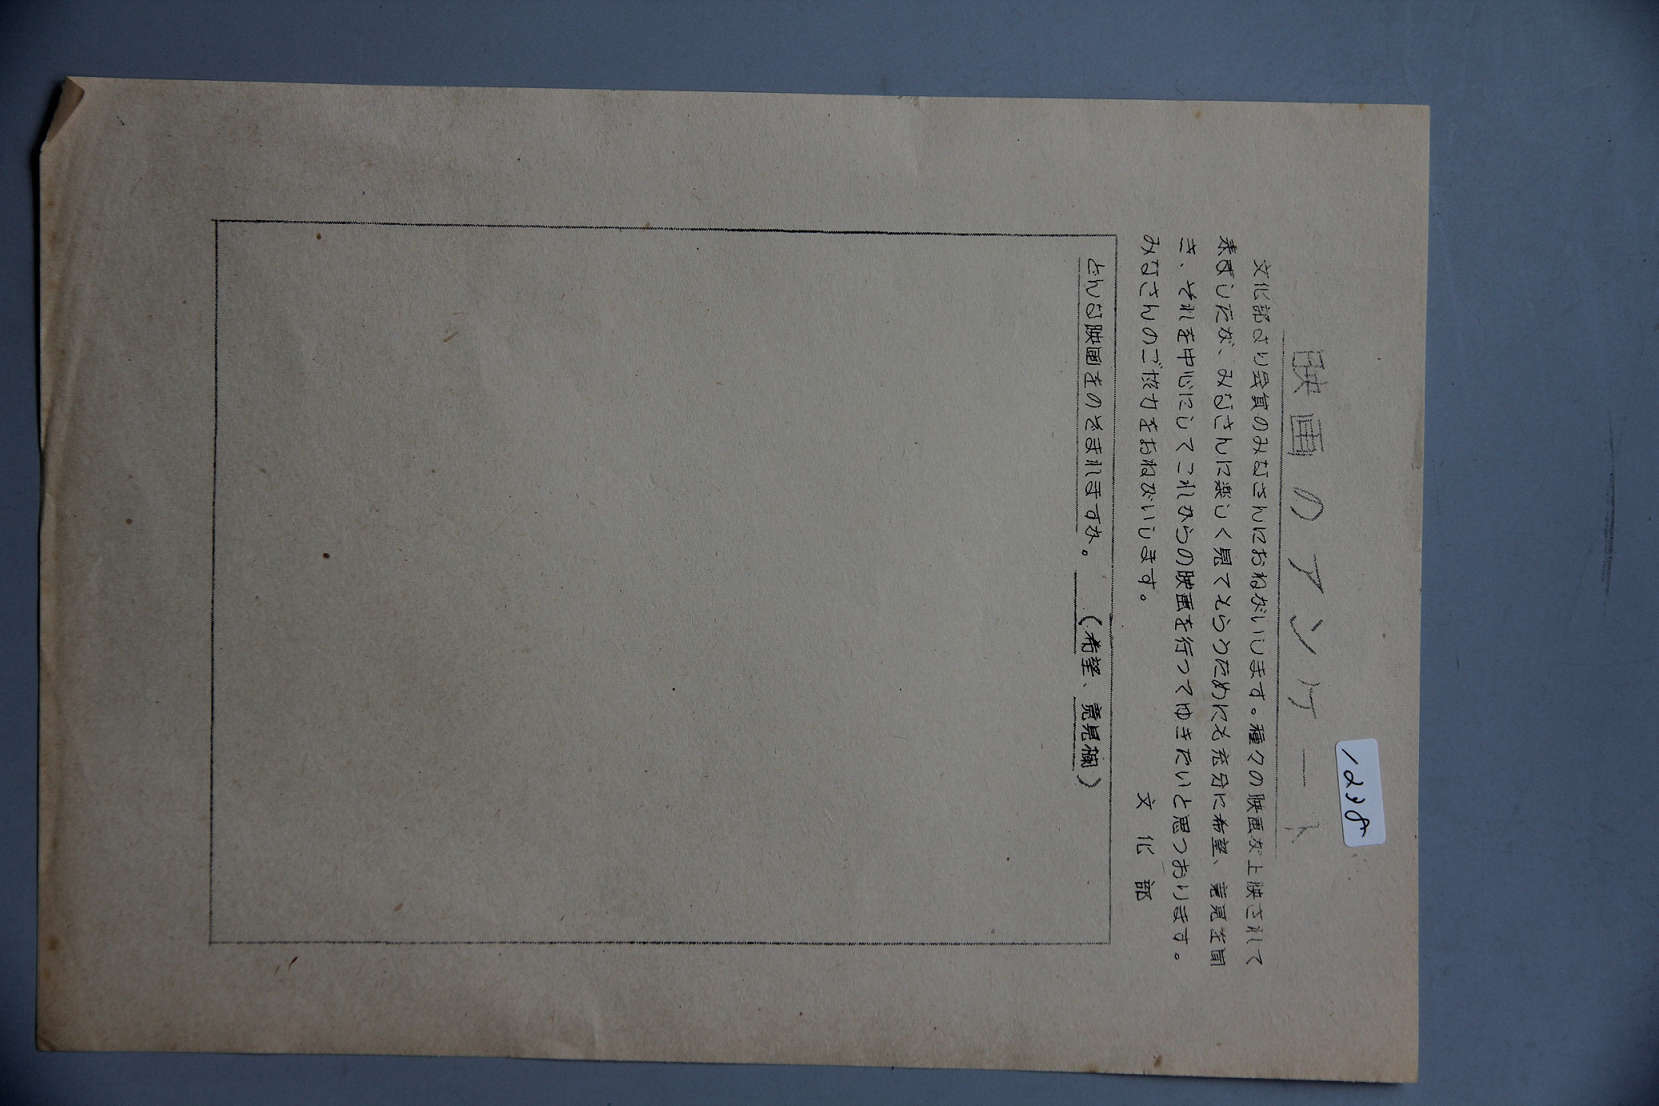 1228
映画のアンケート
文化部より会員のみなさんにおねがいします。種々の映画が上映されて
来ましたが、みなさんに楽しく見てもらうためにも充分に希望、意見を聞
き、それを中心にしてこれからの映画を行ってゆきたいと思つおります。
みなさんのご協力をおねがいします。 文化部
どんな映画をのぞまれますか。 (希望、意見欄)